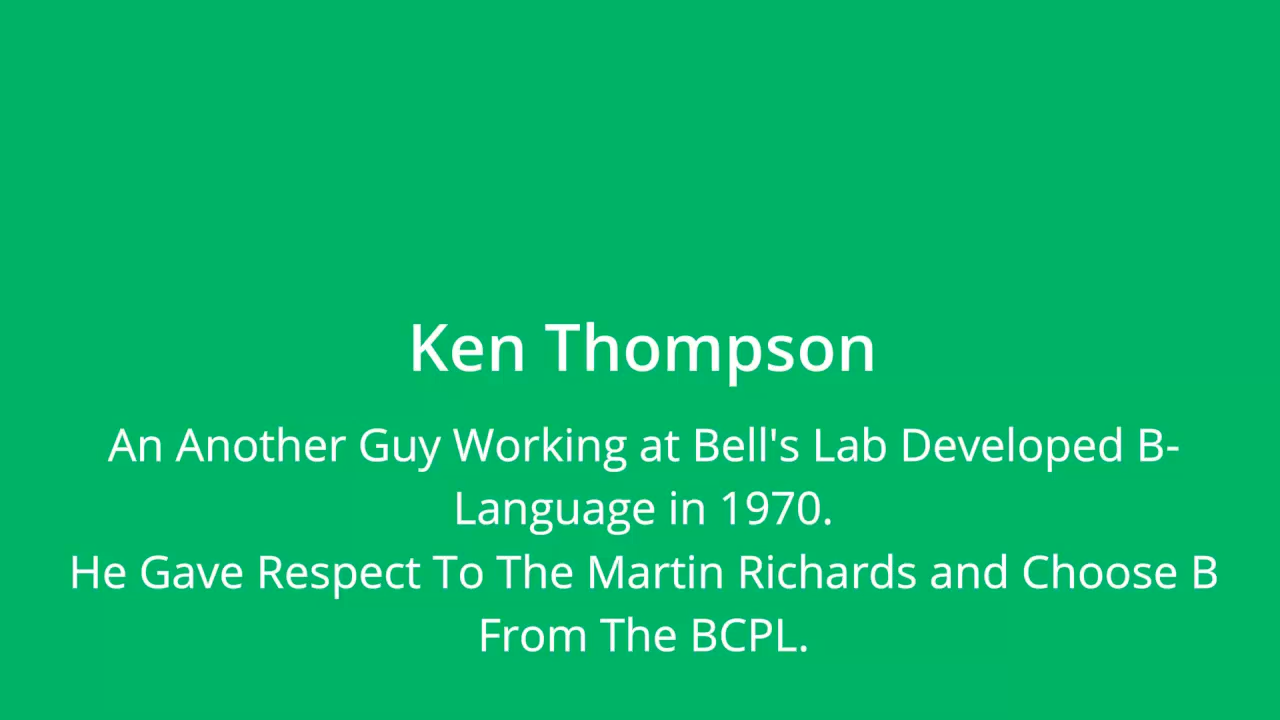 Ken Thompson
An Another Guy Working at Bell's Lab Developed B-
Language in 1970.
He Gave Respect To The Martin Richards and Choose B
From The BCPL.